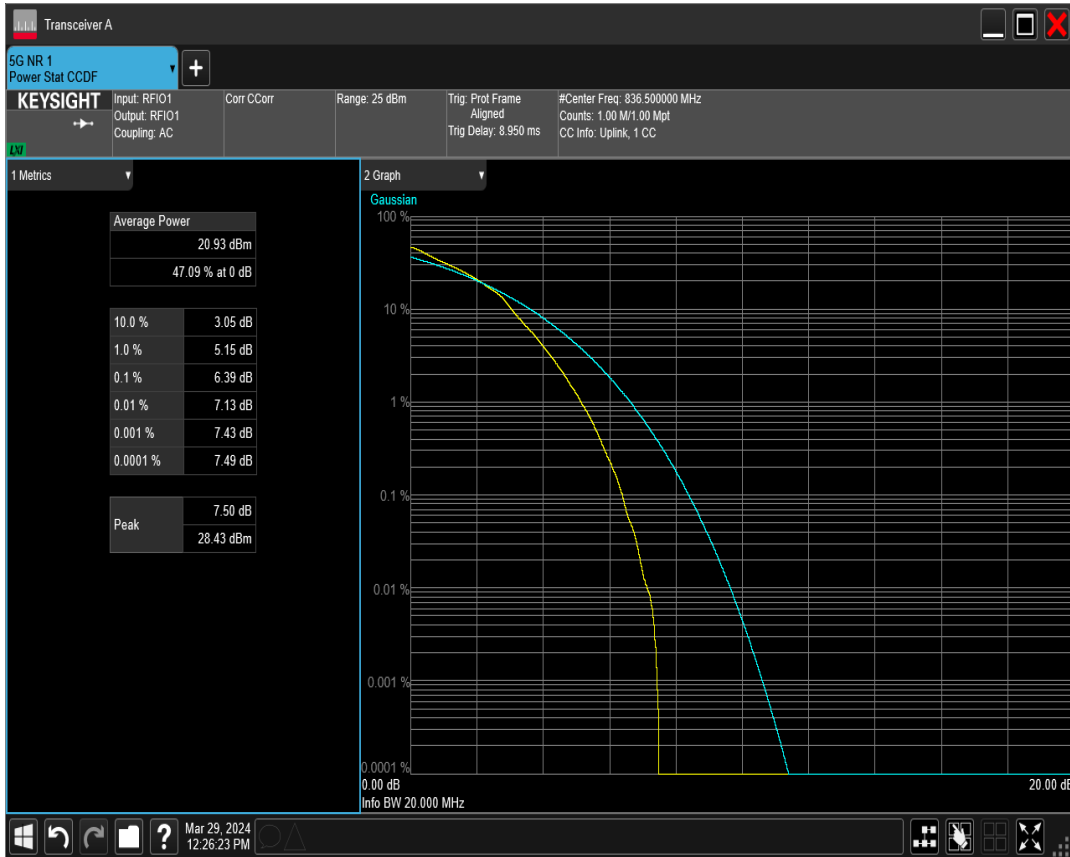 Transceiver A
5G NR 1
Power Stat CCDF
+
KEYSIGHT
LXI
Input: RFIO1
Output: RFIO1
Coupling: AC
Corr CCorr
Range: 25 dBm
Trig: Prot Frame
Aligned
Trig Delay: 8.950 ms
#Center Freq: 836.500000 MHz
Counts: 1.00 M/1.00 Mpt
CC Info: Uplink, 1 CC
1 Metrics
Average Power
20.93 dBm
47.09 % at 0 dB
10.0 % 3.05 dB
1.0 % 5.15 dB
0.1 % 6.39 dB
0.01 % 7.13 dB
0.001 % 7.43 dB
0.0001 % 7.49 dB
Peak
7.50 dB
28.43 dBm
2 Graph
Gaussian
100 %
10 %
1 %
0.1 %
0.01 %
0.001 %
0.0001 %
0.00 dB 20.00 dB
Info BW 20.000 MHz
?
Mar 29, 2024
12:26:23 PM